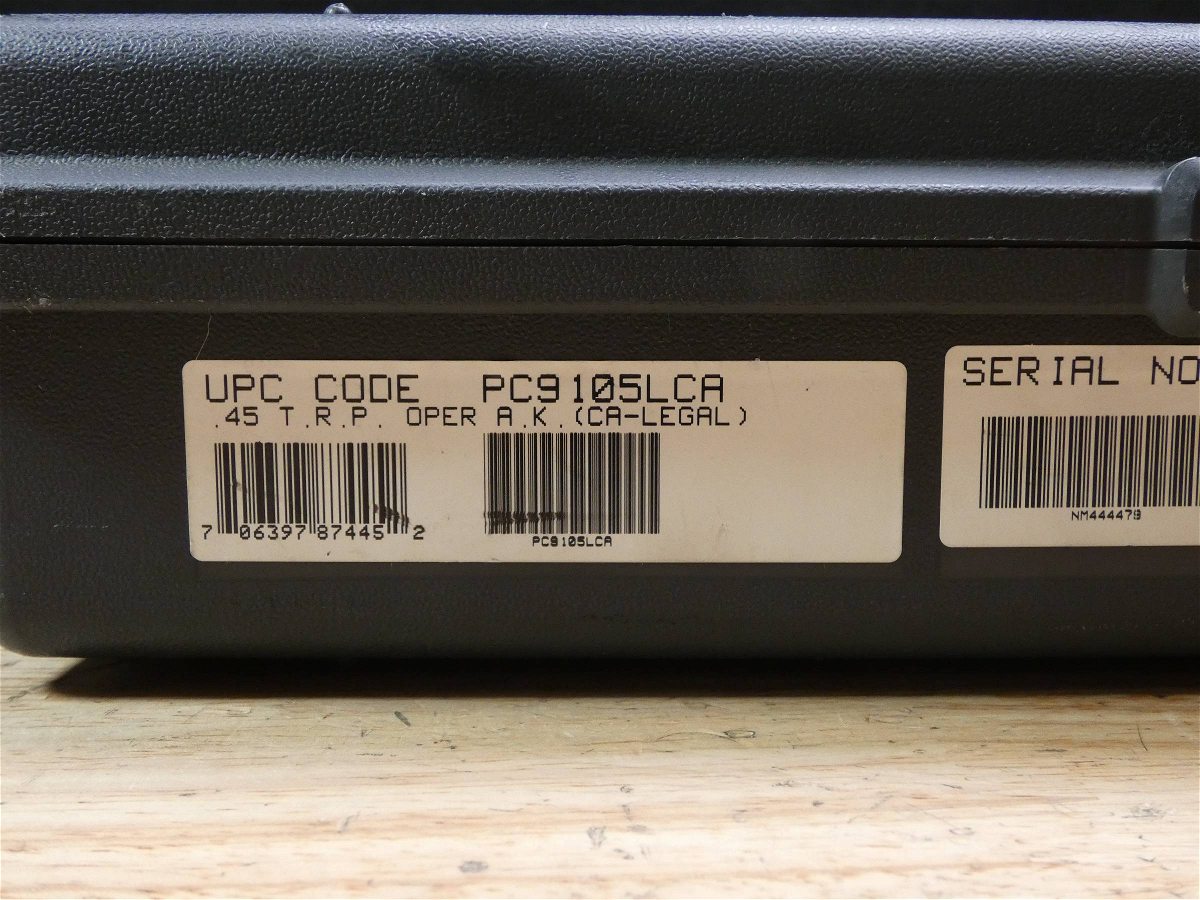 UPC CODE PC9105LCA
.45 T.R.P. OPER A.K.(CA-LEGAL)
7 06397 87445 2
PC9105LCA
SERIAL NO
NM444479